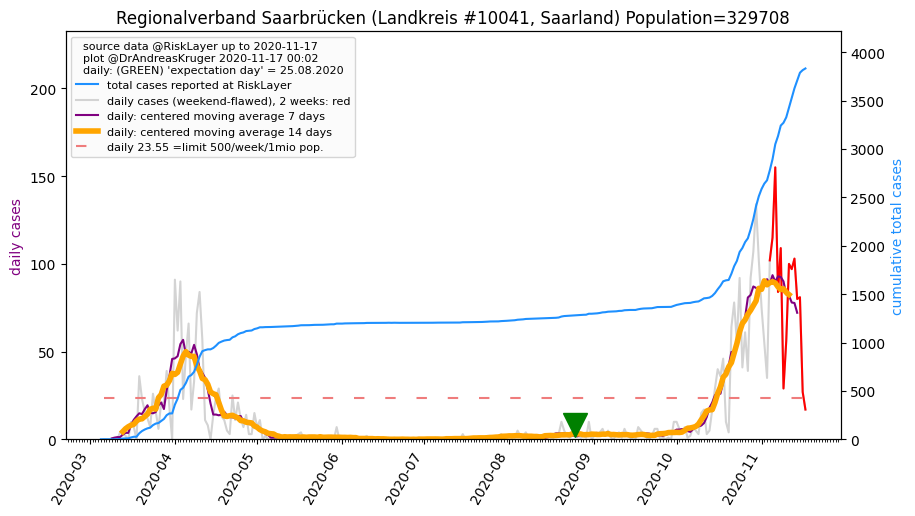 Regionalverband Saarbrücken (Landkreis #10041, Saarland) Population=329708
source data @RiskLayer up to 2020-11-17
plot @DrAndreasKruger 2020-11-17 00:02
daily: (GREEN) 'expectation day' = 25.08.2020
total cases reported at RiskLayer
daily cases (weekend-flawed), 2 weeks: red
daily: centered moving average 7 days
daily: centered moving average 14 days
daily 23.55 =limit 500/week/1mio pop.
daily cases
200
150
100
50
0
cumulative total cases
4000
3500
3000
2500
2000
1500
1000
500
0
2020-03
2020-04
2020-05
2020-06
2020-07
2020-08
2020-09
2020-10
2020-11